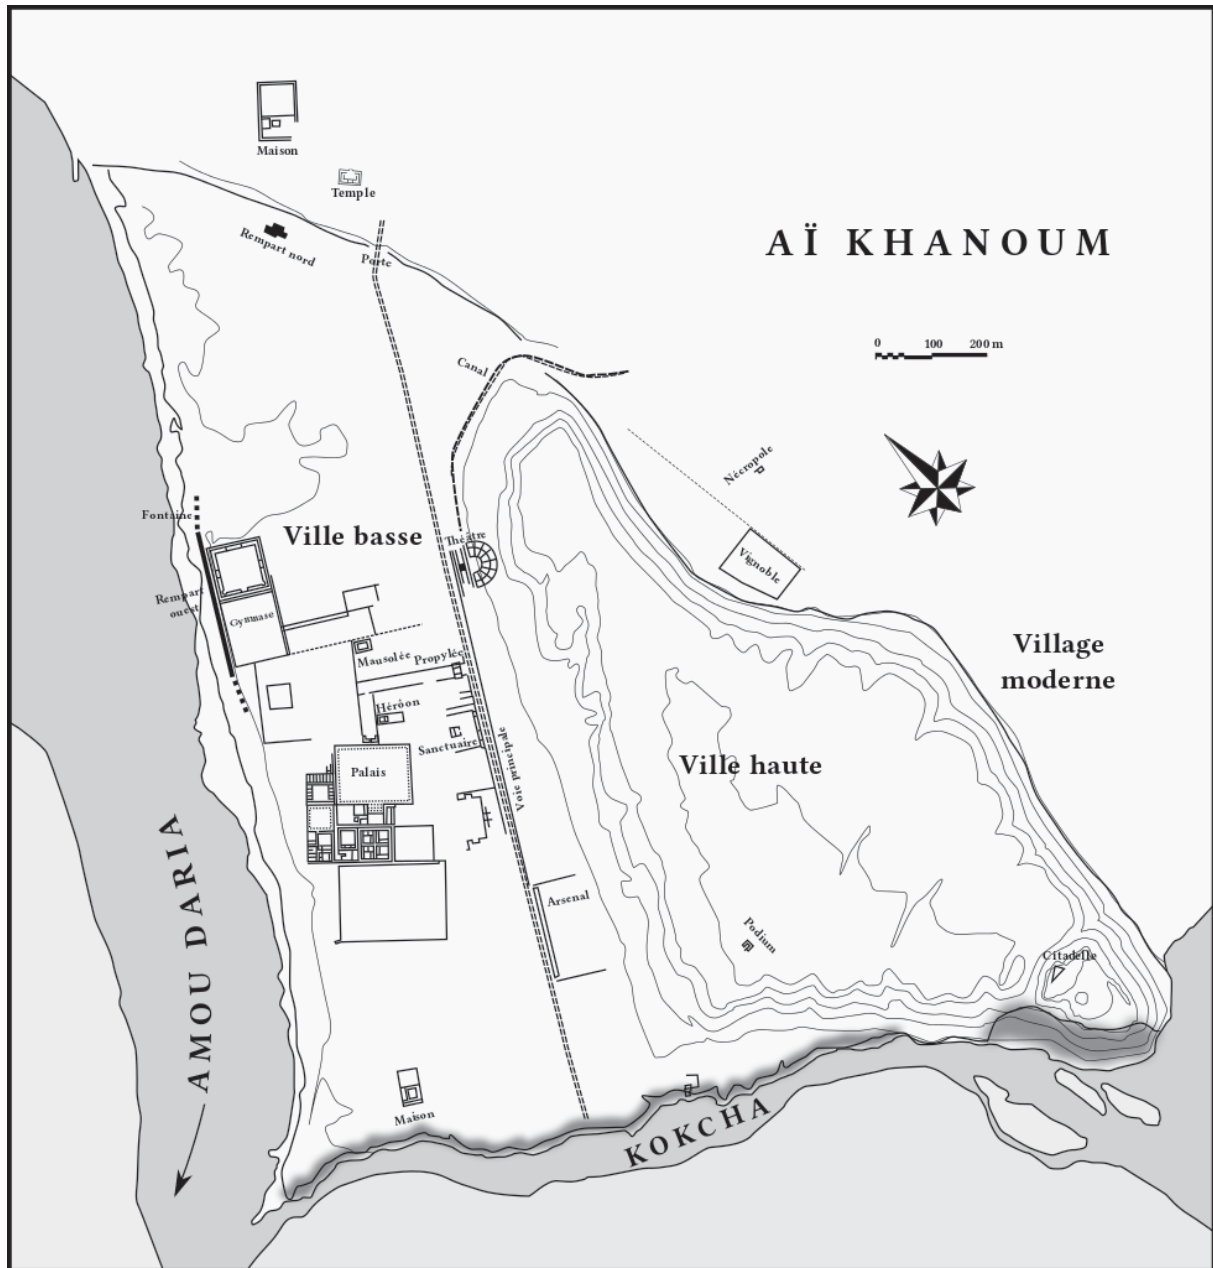 Maison
Temple
Rempart nord
Porte
AÏ KHANOUM
0 100 200 m
Canal
Nécropole
Fontaine
Ville basse
Théâtre
Vignoble
Rempart
ouest
Gymnase
Mausolée
Propylée
Village
moderne
Héröon
Sanctuaire
Voie principale
Palais
Ville haute
AMOU DARIA
Arsenal
Podium
Citadelle
Maison
KOKCHA